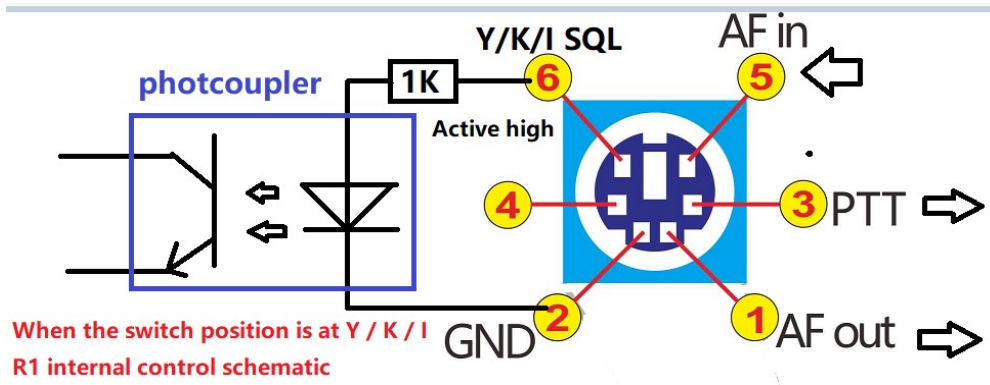 Y/K/I SQL
AF in
6
5
photcoupler
1K
Active high
4
3
PTT
When the switch position is at Y / K / I
GND
2
1
AF out
R1 internal control schematic